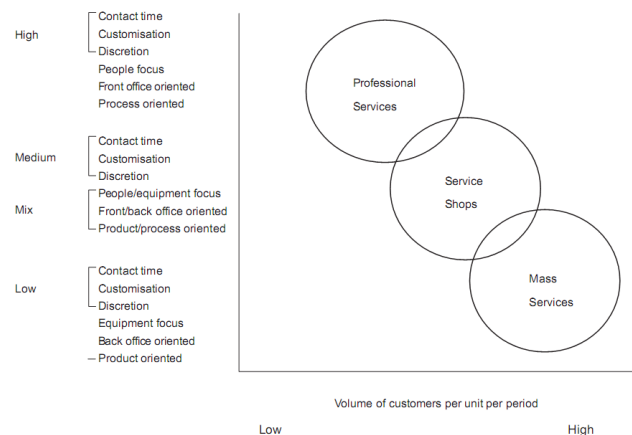 High
Contact time
Customisation
Discretion
People focus
Front office oriented
Process oriented
Medium
Contact time
Customisation
Discretion
Mix
People/equipment focus
Front/back office oriented
Product/process oriented
Low
Contact time
Customisation
Discretion
Equipment focus
Back office oriented
Product oriented
Professional
Services
Service
Shops
Mass
Services
Volume of customers per unit per period
Low
High